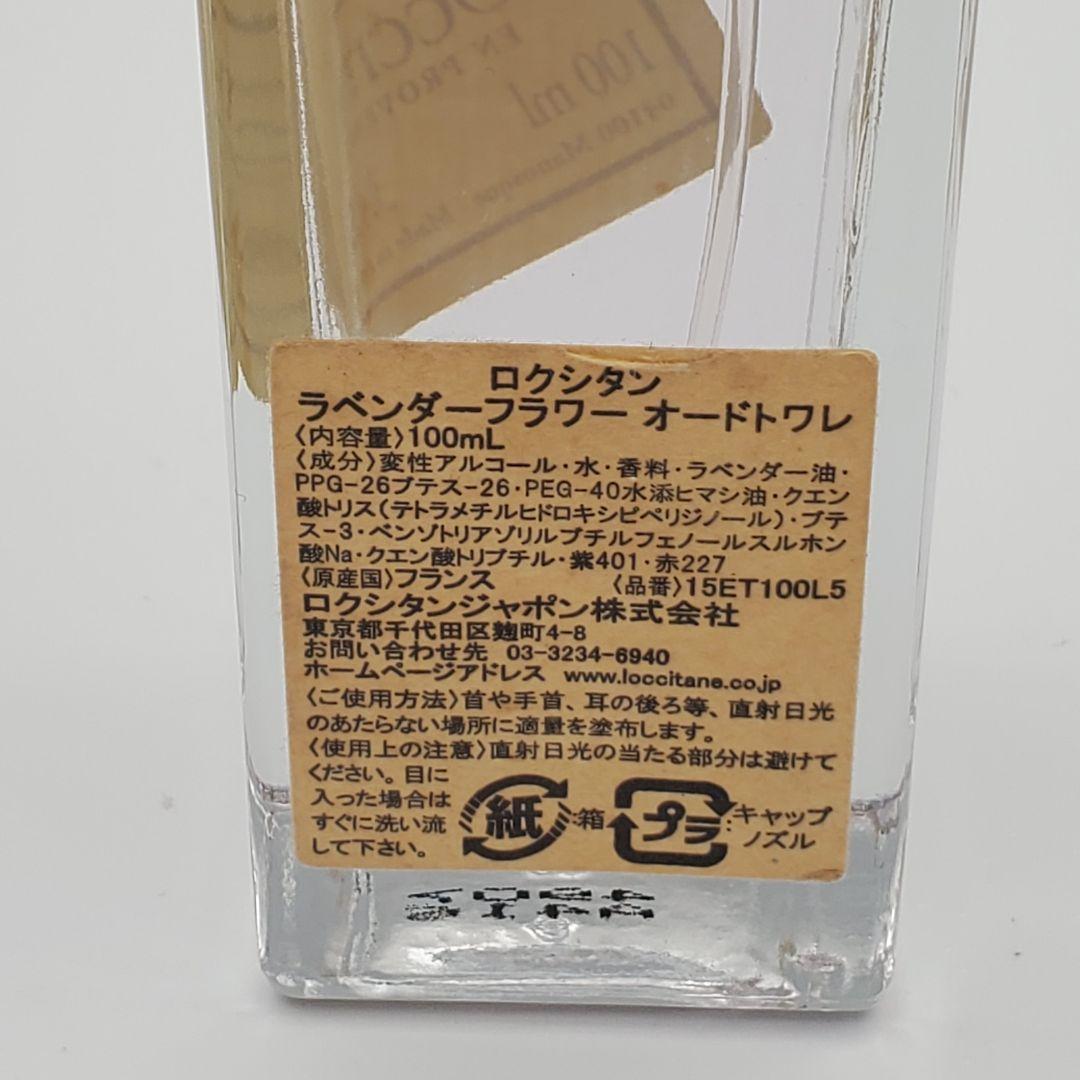 EN PROVE
100 ml
04100 Manosque Made in
ロクシタン
ラベンダーフラワー オードトワレ
〈内容量〉100mL
〈成分〉変性アルコール・水・香料・ラベンダー油・
PPG-26ブテス-26・PEG-40水添ヒマシ油・クエン
酸トリス(テトラメチルヒドロキシピペリジノール)・ブテ
ス-3・ベンゾトリアゾリルブチルフェノールスルホン
酸Na・クエン酸トリブチル・紫401・赤227
〈原産国〉フランス 〈品番〉15ET100L5
ロクシタンジャポン株式会社
東京都千代田区麹町4-8
お問い合わせ先 03-3234-6940
ホームページアドレス www.loccitane.co.jp
〈ご使用方法〉首や手首、耳の後ろ等、直射日光
のあたらない場所に適量を塗布します。
〈使用上の注意〉直射日光の当たる部分は避けて
ください。目に
入った場合は
すぐに洗い流
して下さい。
紙:箱
プラ:キャップ
ノズル